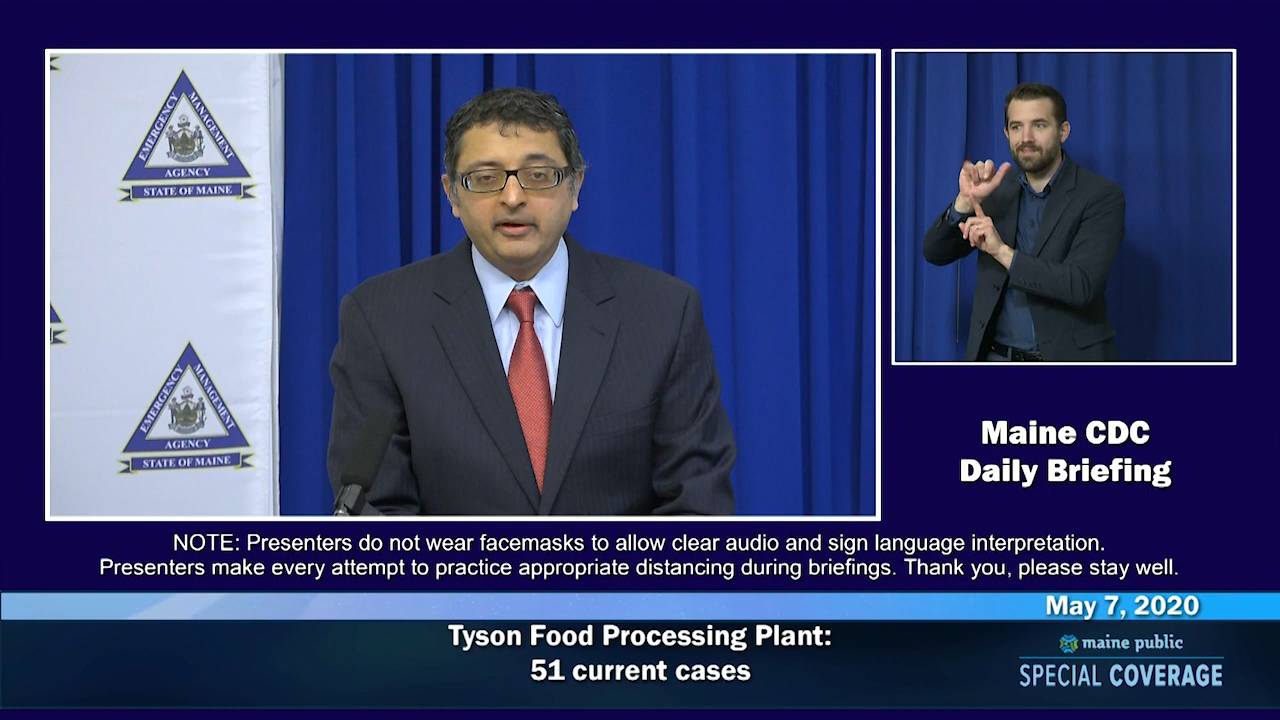 EMERGENCY MANAGEMENT
AGENCY
STATE OF MAINE
EMERGENCY MANAGEMENT
AGENCY
STATE OF MAINE
Maine CDC
Daily Briefing
NOTE: Presenters do not wear facemasks to allow clear audio and sign language interpretation.
Presenters make every attempt to practice appropriate distancing during briefings. Thank you, please stay well.
May 7, 2020
Tyson Food Processing Plant:
51 current cases
maine public
SPECIAL COVERAGE